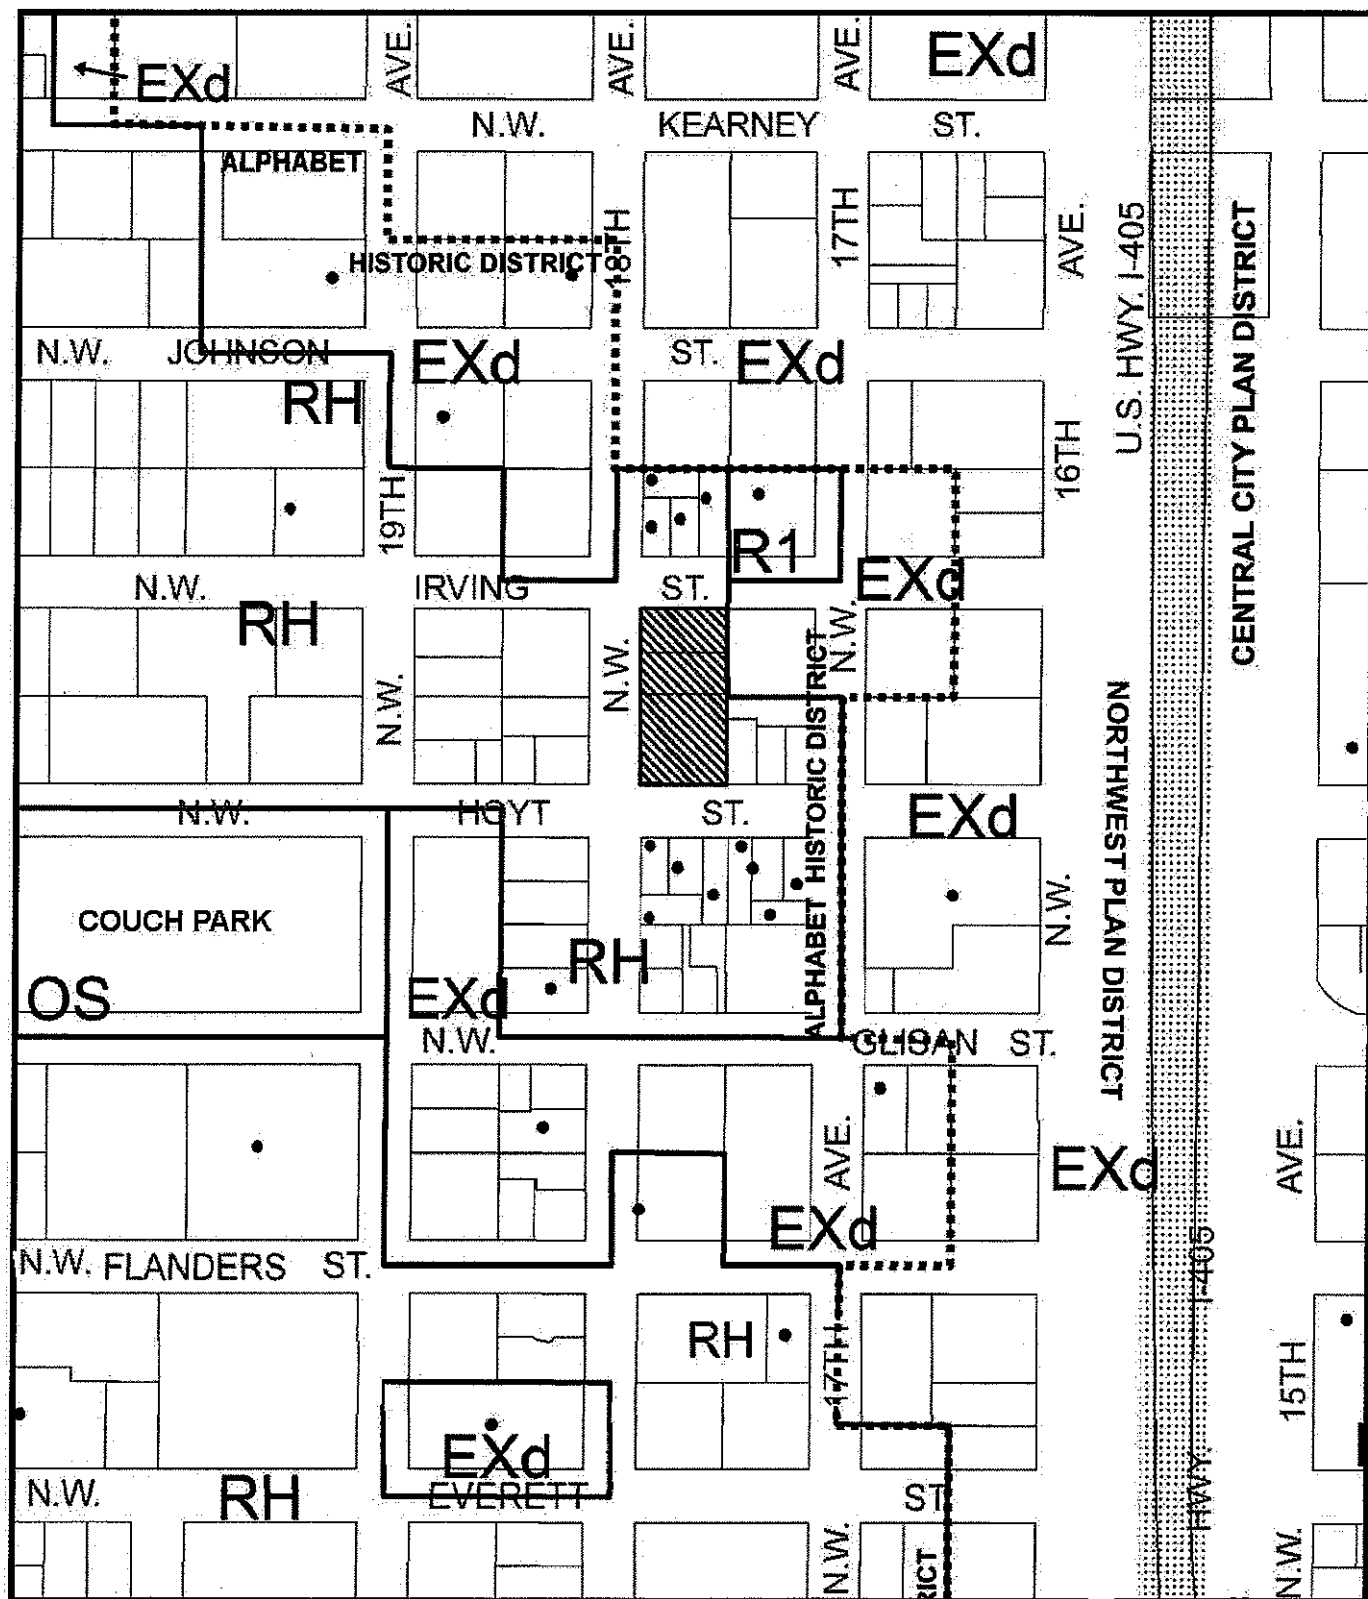 AVE.
AVE.
AVE.
EXd
EXd
N.W. KEARNEY ST.
ALPHABET
HISTORIC DISTRICT
18TH
17TH
AVE.
U.S. HWY. I-405
CENTRAL CITY PLAN DISTRICT
N.W. JOHNSON ST.
EXd
EXd
RH
19TH
16TH
R1
EXd
N.W. IRVING ST.
RH
N.W.
N.W.
N.W.
ALPHABET HISTORIC DISTRICT
NORTHWEST PLAN DISTRICT
N.W. HOYT ST.
EXd
COUCH PARK
N.W.
RH
OS
EXd
N.W. GLISAN ST.
AVE.
AVE.
EXd
EXd
N.W. FLANDERS ST.
I-405
RH
17TH
15TH
EXd
N.W. EVERETT ST
RH
HWY.
N.W.
RICT
N.W.